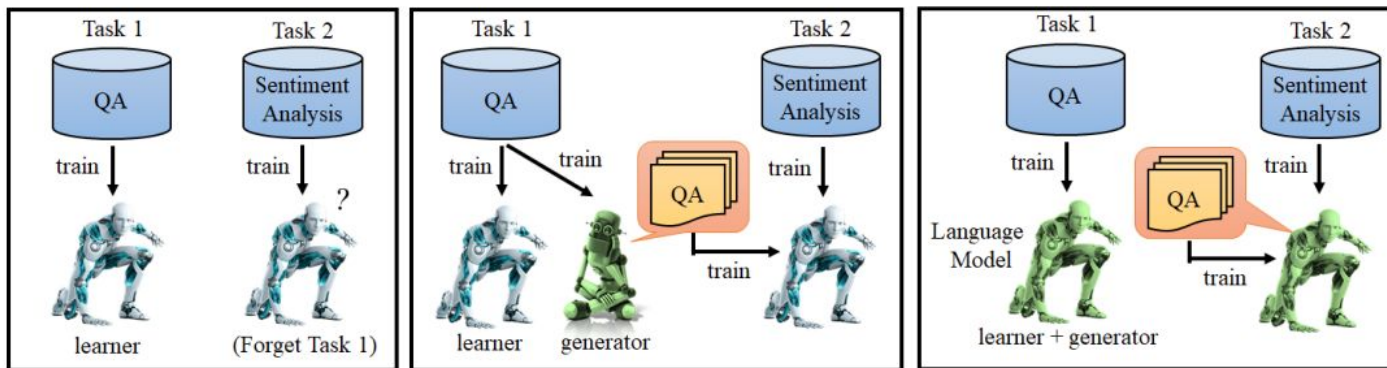 Task 1
Task 2
QA
Sentiment
Analysis
train
train
?
learner
(Forget Task 1)
Task 1
Task 2
QA
Sentiment
Analysis
train
train
train
QA
train
learner
generator
Task 1
Task 2
QA
Sentiment
Analysis
train
train
QA
Language
Model
train
learner + generator